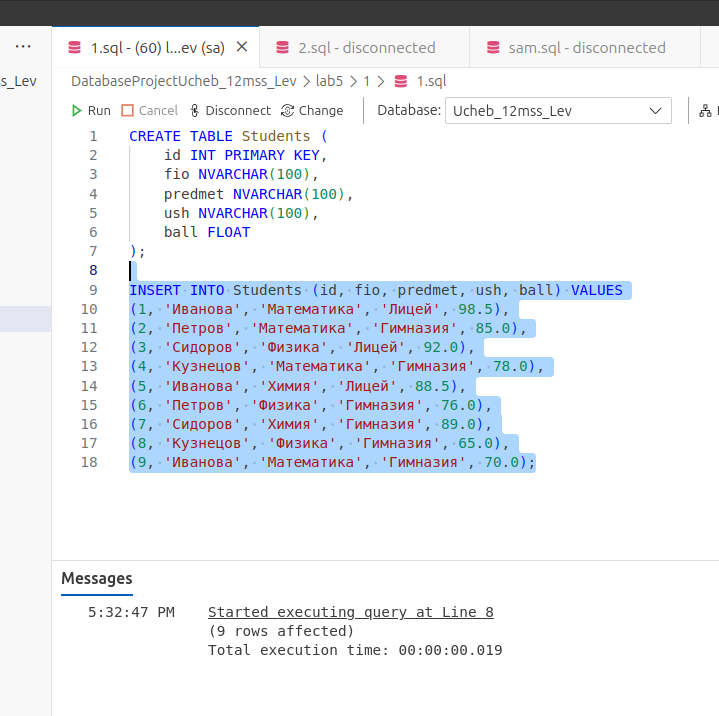 1.sql - (60) l...ev (sa)
2.sql - disconnected
sam.sql - disconnected
s_Lev
DatabaseProjectUcheb_12mss_Lev > lab5 > 1 > 1.sql
Run Cancel Disconnect Change Database: Ucheb_12mss_Lev
1 CREATE TABLE Students (
2 id INT PRIMARY KEY,
3 fio NVARCHAR(100),
4 predmet NVARCHAR(100),
5 ush NVARCHAR(100),
6 ball FLOAT
7 );
8
9 INSERT INTO Students (id, fio, predmet, ush, ball) VALUES
10 (1, 'Иванова', 'Математика', 'Лицей', 98.5),
11 (2, 'Петров', 'Математика', 'Гимназия', 85.0),
12 (3, 'Сидоров', 'Физика', 'Лицей', 92.0),
13 (4, 'Кузнецов', 'Математика', 'Гимназия', 78.0),
14 (5, 'Иванова', 'Химия', 'Лицей', 88.5),
15 (6, 'Петров', 'Физика', 'Гимназия', 76.0),
16 (7, 'Сидоров', 'Химия', 'Гимназия', 89.0),
17 (8, 'Кузнецов', 'Физика', 'Гимназия', 65.0),
18 (9, 'Иванова', 'Математика', 'Гимназия', 70.0);
Messages
5:32:47 PM Started executing query at Line 8
(9 rows affected)
Total execution time: 00:00:00.019